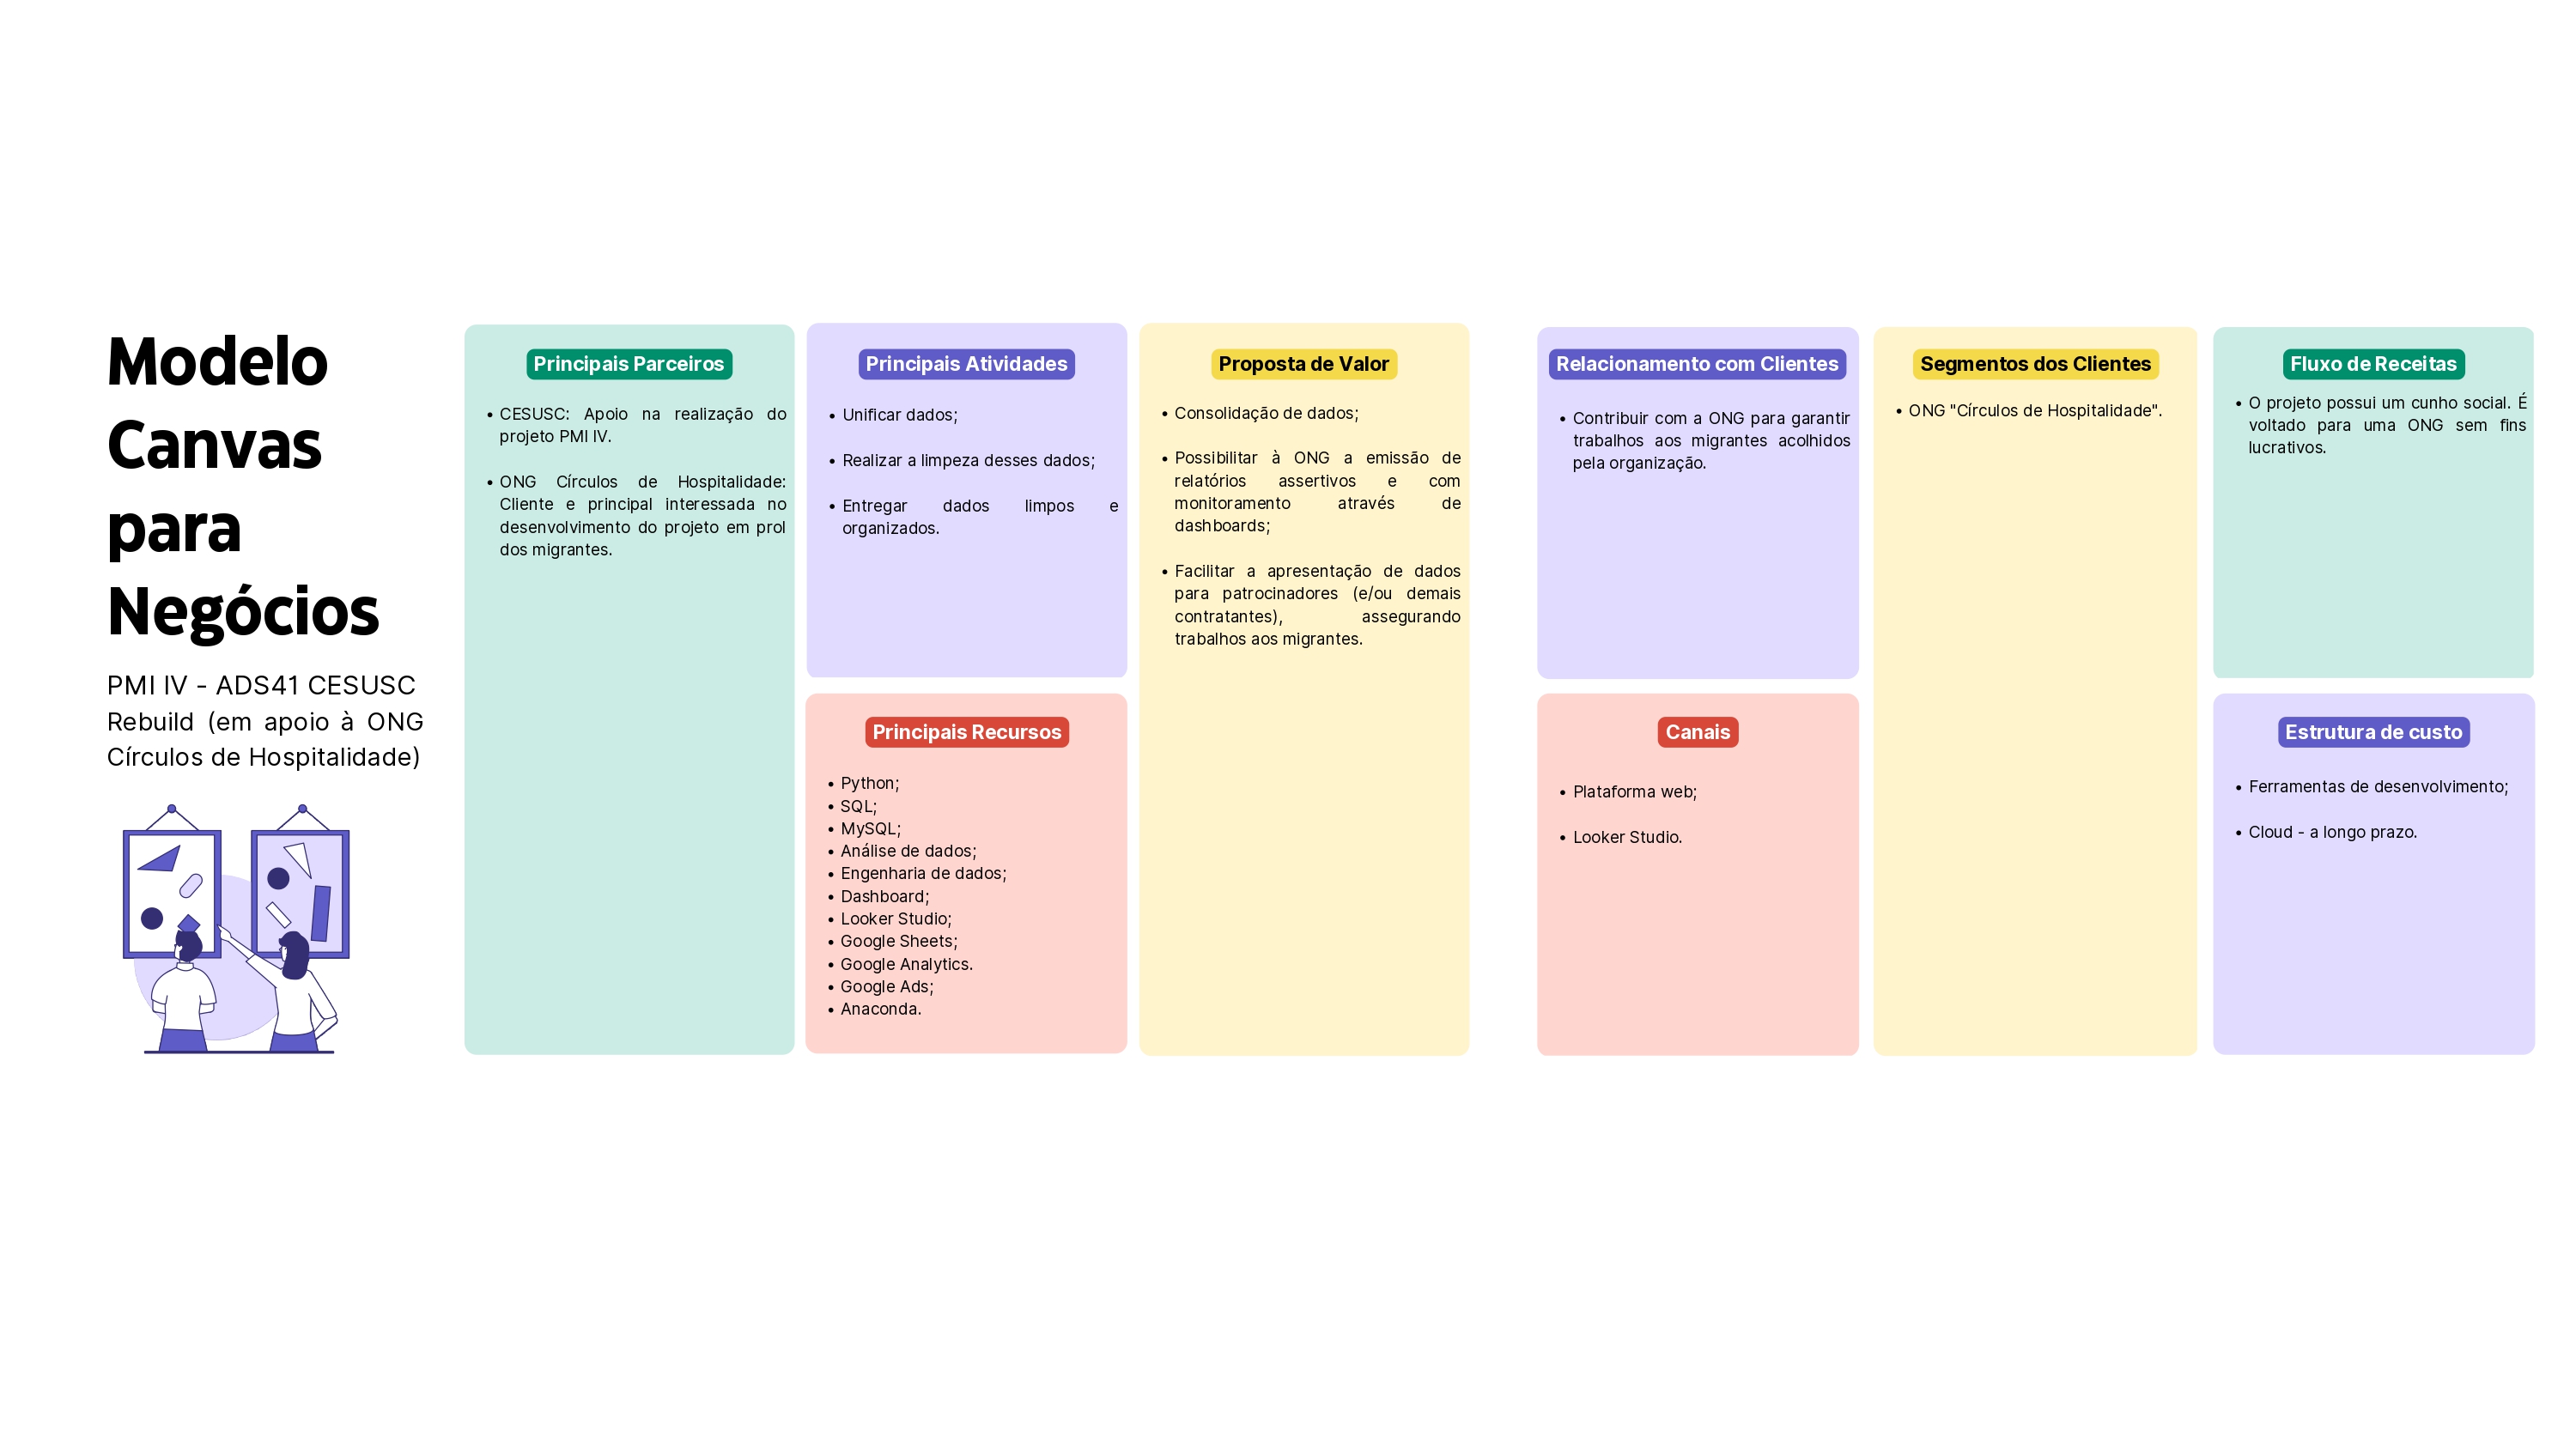 Modelo
Canvas
para
Negócios
PMI IV - ADS41 CESUSC
Rebuild (em apoio à ONG
Círculos de Hospitalidade)
Principais Parceiros
• CESUSC: Apoio na realização do
projeto PMI IV.
• ONG Círculos de Hospitalidade:
Cliente e principal interessada no
desenvolvimento do projeto em prol
dos migrantes.
Principais Atividades
• Unificar dados;
• Realizar a limpeza desses dados;
• Entregar dados limpos e
organizados.
Principais Recursos
• Python;
• SQL;
• MySQL;
• Análise de dados;
• Engenharia de dados;
• Dashboard;
• Looker Studio;
• Google Sheets;
• Google Analytics.
• Google Ads;
• Anaconda.
Proposta de Valor
• Consolidação de dados;
• Possibilitar à ONG a emissão de
relatórios assertivos e com
monitoramento através de
dashboards;
• Facilitar a apresentação de dados
para patrocinadores (e/ou demais
contratantes), assegurando
trabalhos aos migrantes.
Relacionamento com Clientes
• Contribuir com a ONG para garantir
trabalhos aos migrantes acolhidos
pela organização.
Canais
• Plataforma web;
• Looker Studio.
Segmentos dos Clientes
• ONG "Círculos de Hospitalidade".
Fluxo de Receitas
• O projeto possui um cunho social. É
voltado para uma ONG sem fins
lucrativos.
Estrutura de custo
• Ferramentas de desenvolvimento;
• Cloud - a longo prazo.